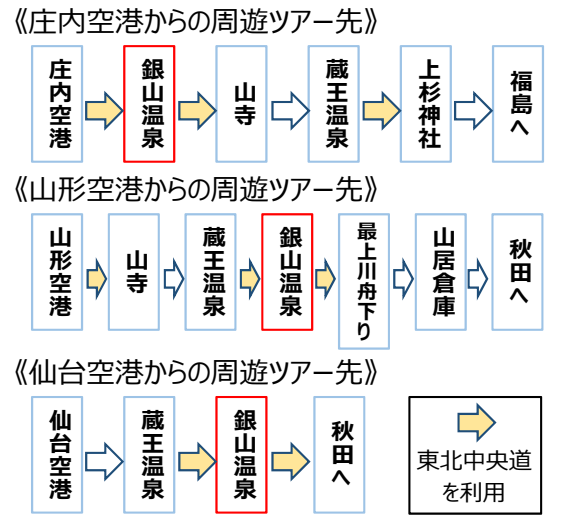 《庄内空港からの周遊ツアー先》
庄内空港
銀山温泉
山寺
蔵王温泉
上杉神社
福島へ
《山形空港からの周遊ツアー先》
山形空港
山寺
蔵王温泉
銀山温泉
最上川舟下り
山居倉庫
秋田へ
《仙台空港からの周遊ツアー先》
仙台空港
蔵王温泉
銀山温泉
秋田へ
東北中央道
を利用